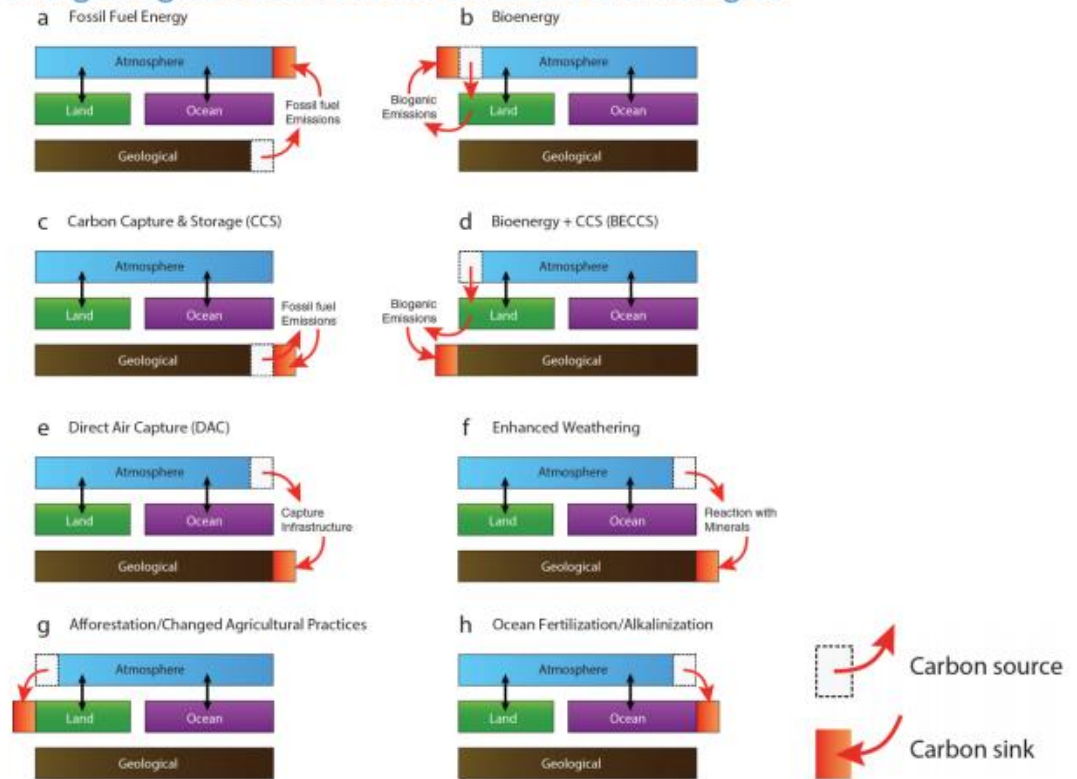 a Fossil Fuel Energy
Atmosphere
Land
Ocean
Geological
Fossil fuel
Emissions
b Bioenergy
Atmosphere
Biogenic
Emissions
Land
Ocean
Geological
c Carbon Capture & Storage (CCS)
Atmosphere
Land
Ocean
Geological
Fossil fuel
Emissions
d Bioenergy + CCS (BECCS)
Atmosphere
Biogenic
Emissions
Land
Ocean
Geological
e Direct Air Capture (DAC)
Atmosphere
Land
Ocean
Geological
Capture
Infrastructure
f Enhanced Weathering
Atmosphere
Land
Ocean
Geological
Reaction with
Minerals
g Afforestation/Changed Agricultural Practices
Atmosphere
Land
Ocean
Geological
h Ocean Fertilization/Alkalinization
Atmosphere
Land
Ocean
Geological
Carbon source
Carbon sink